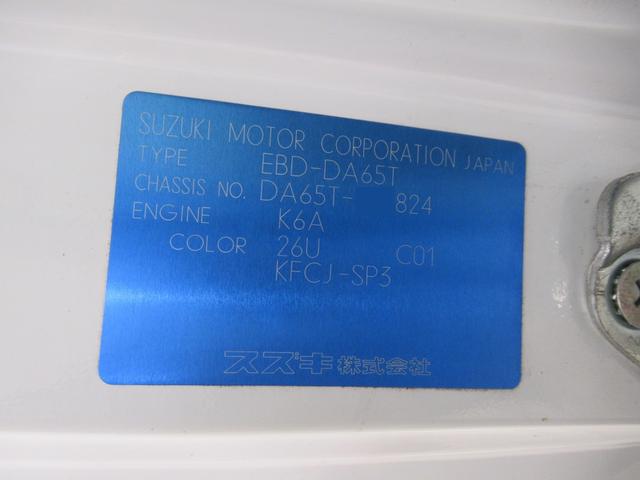 SUZUKI MOTOR CORPORATION JAPAN
TYPE EBD-DA65T
CHASSIS NO. DA65T- 824
ENGINE K6A
COLOR 26U C01
KFCJ-SP3
スズキ株式会社